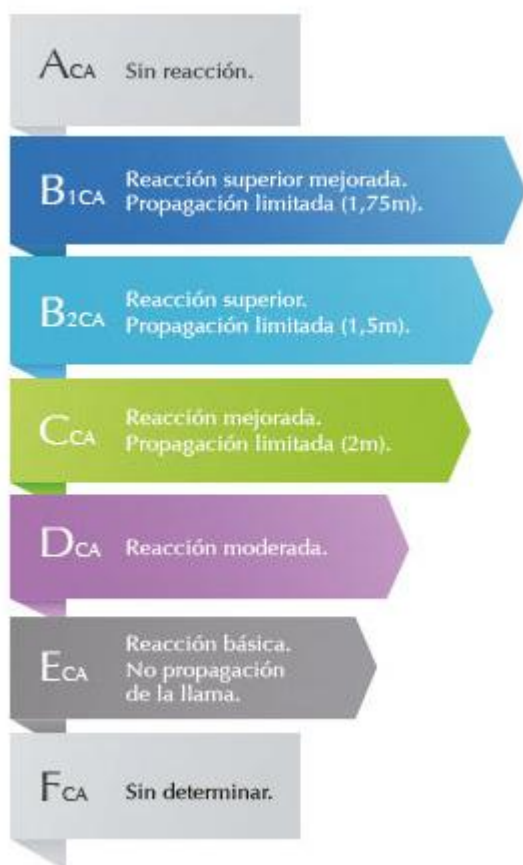 ACA Sin reacción.
B1CA Reacción superior mejorada.
Propagación limitada (1,75m).
B2CA Reacción superior.
Propagación limitada (1,5m).
CCA Reacción mejorada.
Propagación limitada (2m).
DCA Reacción moderada.
ECA Reacción básica.
No propagación
de la llama.
FCA Sin determinar.